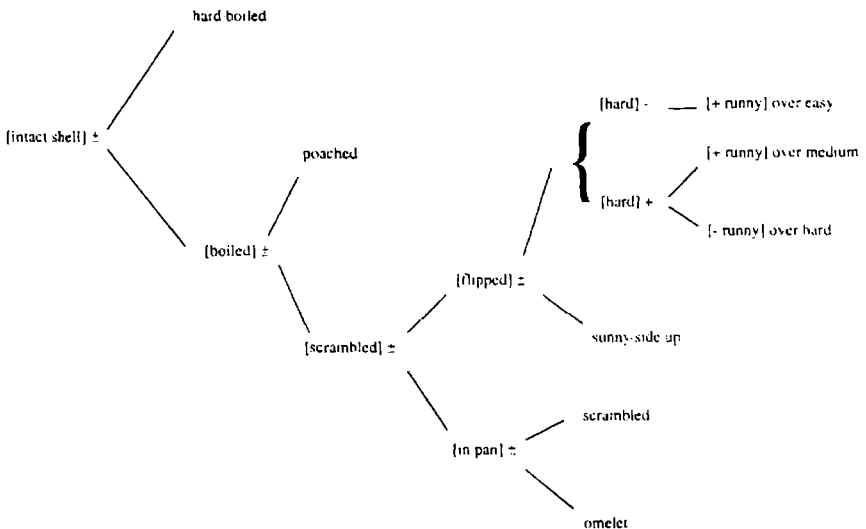 hard boiled
[hard] -
[+ runny] over easy
[intact shell] ±
[+ runny] over medium
poached
[hard] +
[- runny] over hard
[boiled] ±
[flipped] ±
sunny-side up
[scrambled] ±
scrambled
[in pan] ±
omelet